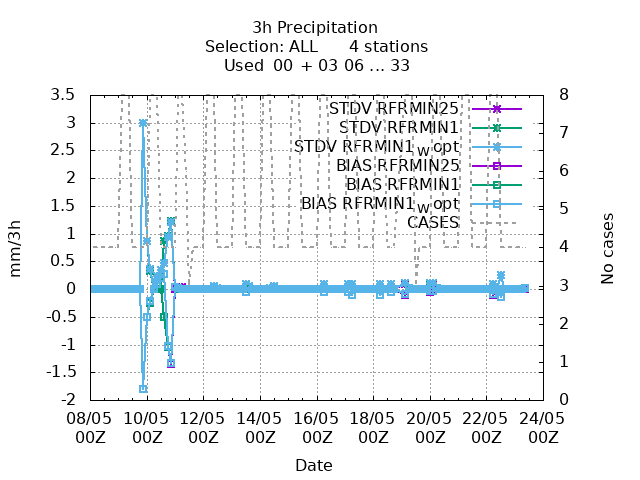 3h Precipitation
Selection: ALL      4 stations
Used  00 + 03 06 ... 33
3.5
3
2.5
2
1.5
1
0.5
0
-0.5
-1
-1.5
-2
mm/3h
8
7
6
5
4
3
2
1
0
No cases
STDV RFRMIN25
STDV RFRMIN1
STDV RFRMIN1wopt
BIAS RFRMIN25
BIAS RFRMIN1
BIAS RFRMIN1wopt
CASES
08/05 10/05 12/05 14/05 16/05 18/05 20/05 22/05 24/05
00Z 00Z 00Z 00Z 00Z 00Z 00Z 00Z 00Z
Date